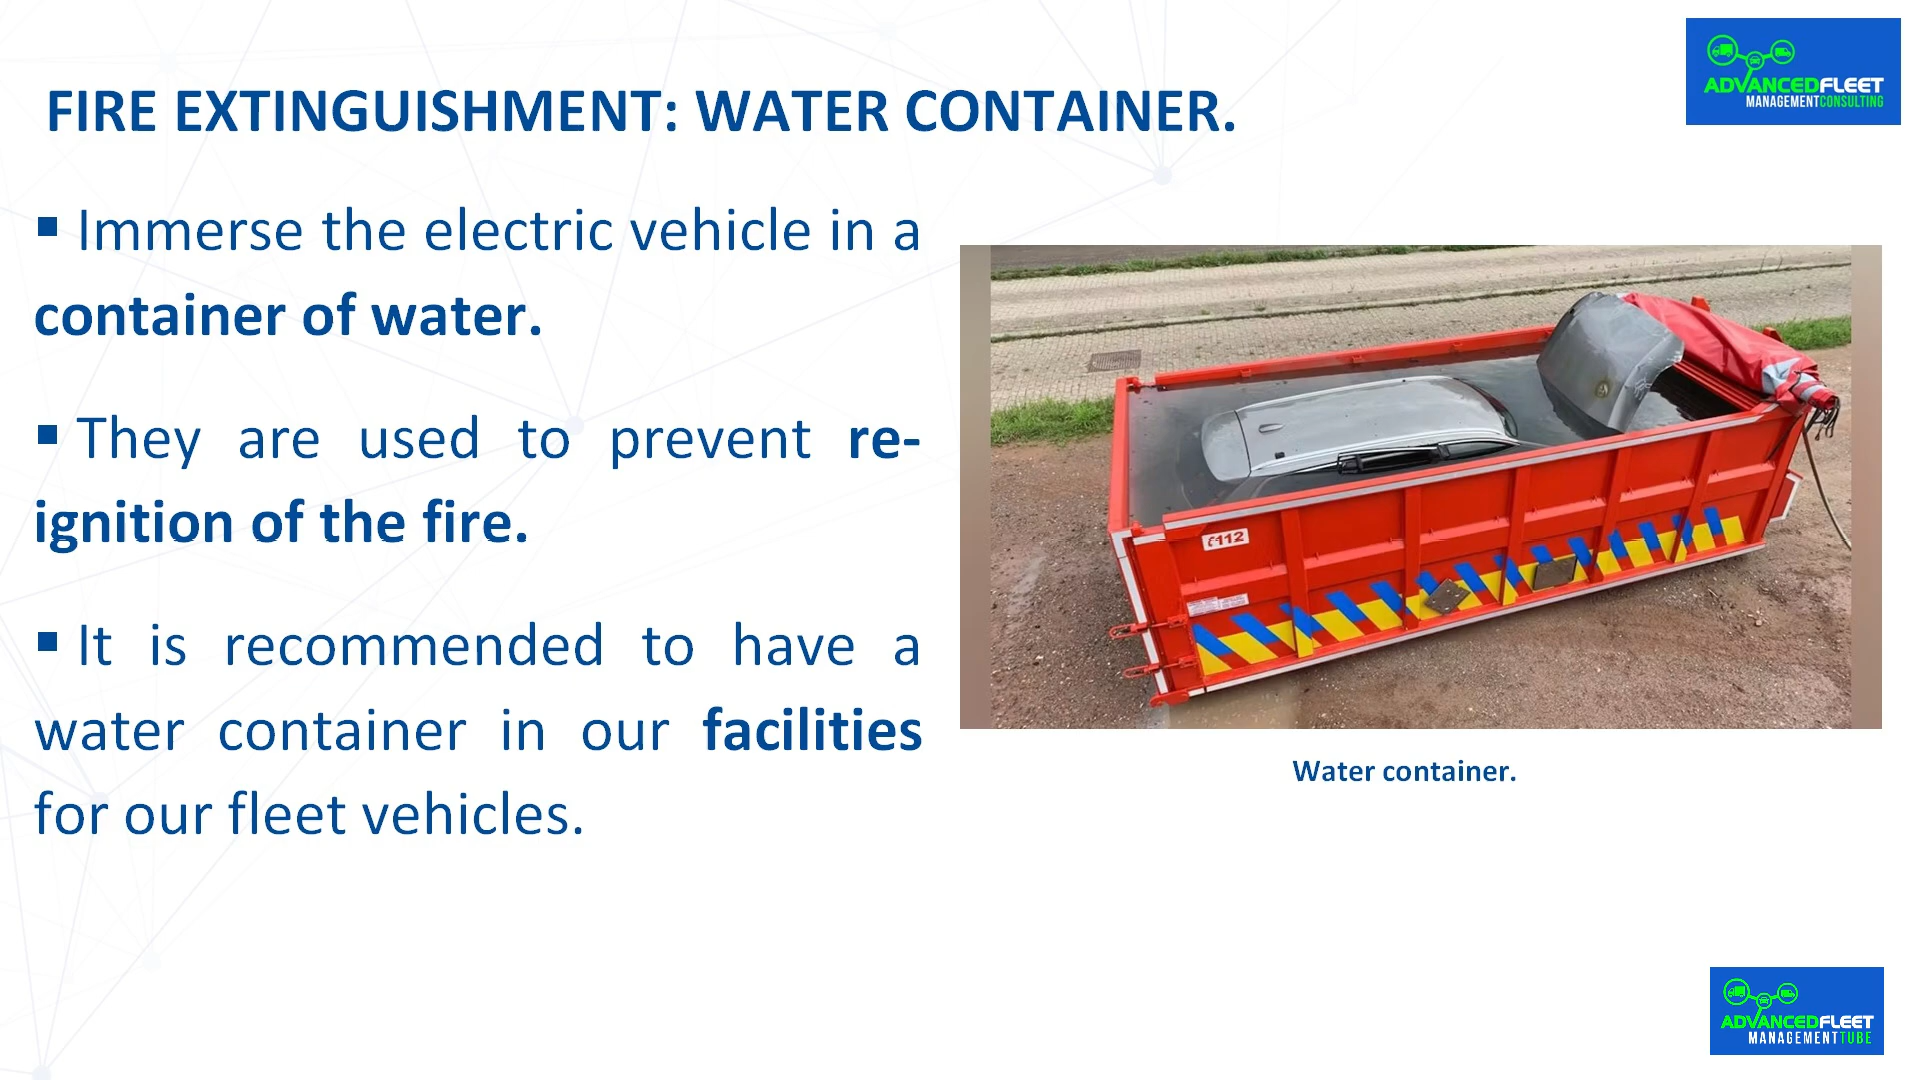 FIRE EXTINGUISHMENT: WATER CONTAINER.
ADVANCEDFLEET
MANAGEMENTCONSULTING
▪ Immerse the electric vehicle in a
container of water.
▪ They are used to prevent re-
ignition of the fire.
▪ It is recommended to have a
water container in our facilities
for our fleet vehicles.
112
Water container.
ADVANCEDFLEET
MANAGEMENTTUBE